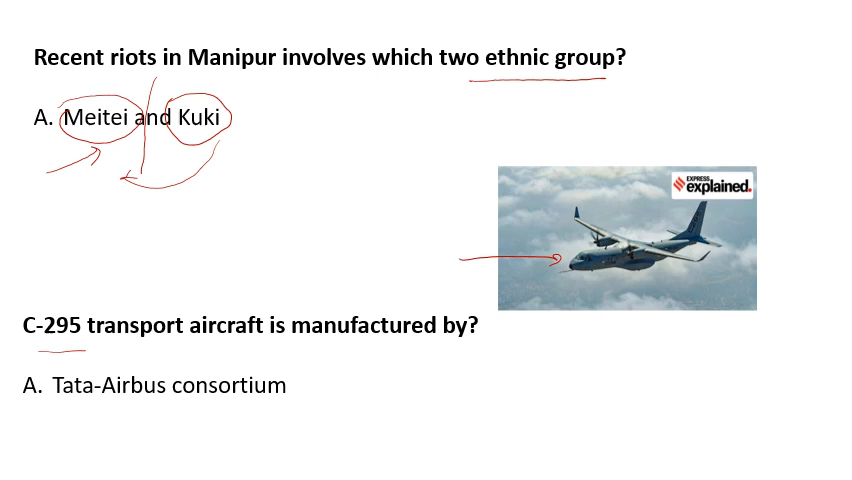 Recent riots in Manipur involves which two ethnic group?
A. Meitei and Kuki
EXPRESS
explained.
C-295 transport aircraft is manufactured by?
A. Tata-Airbus consortium